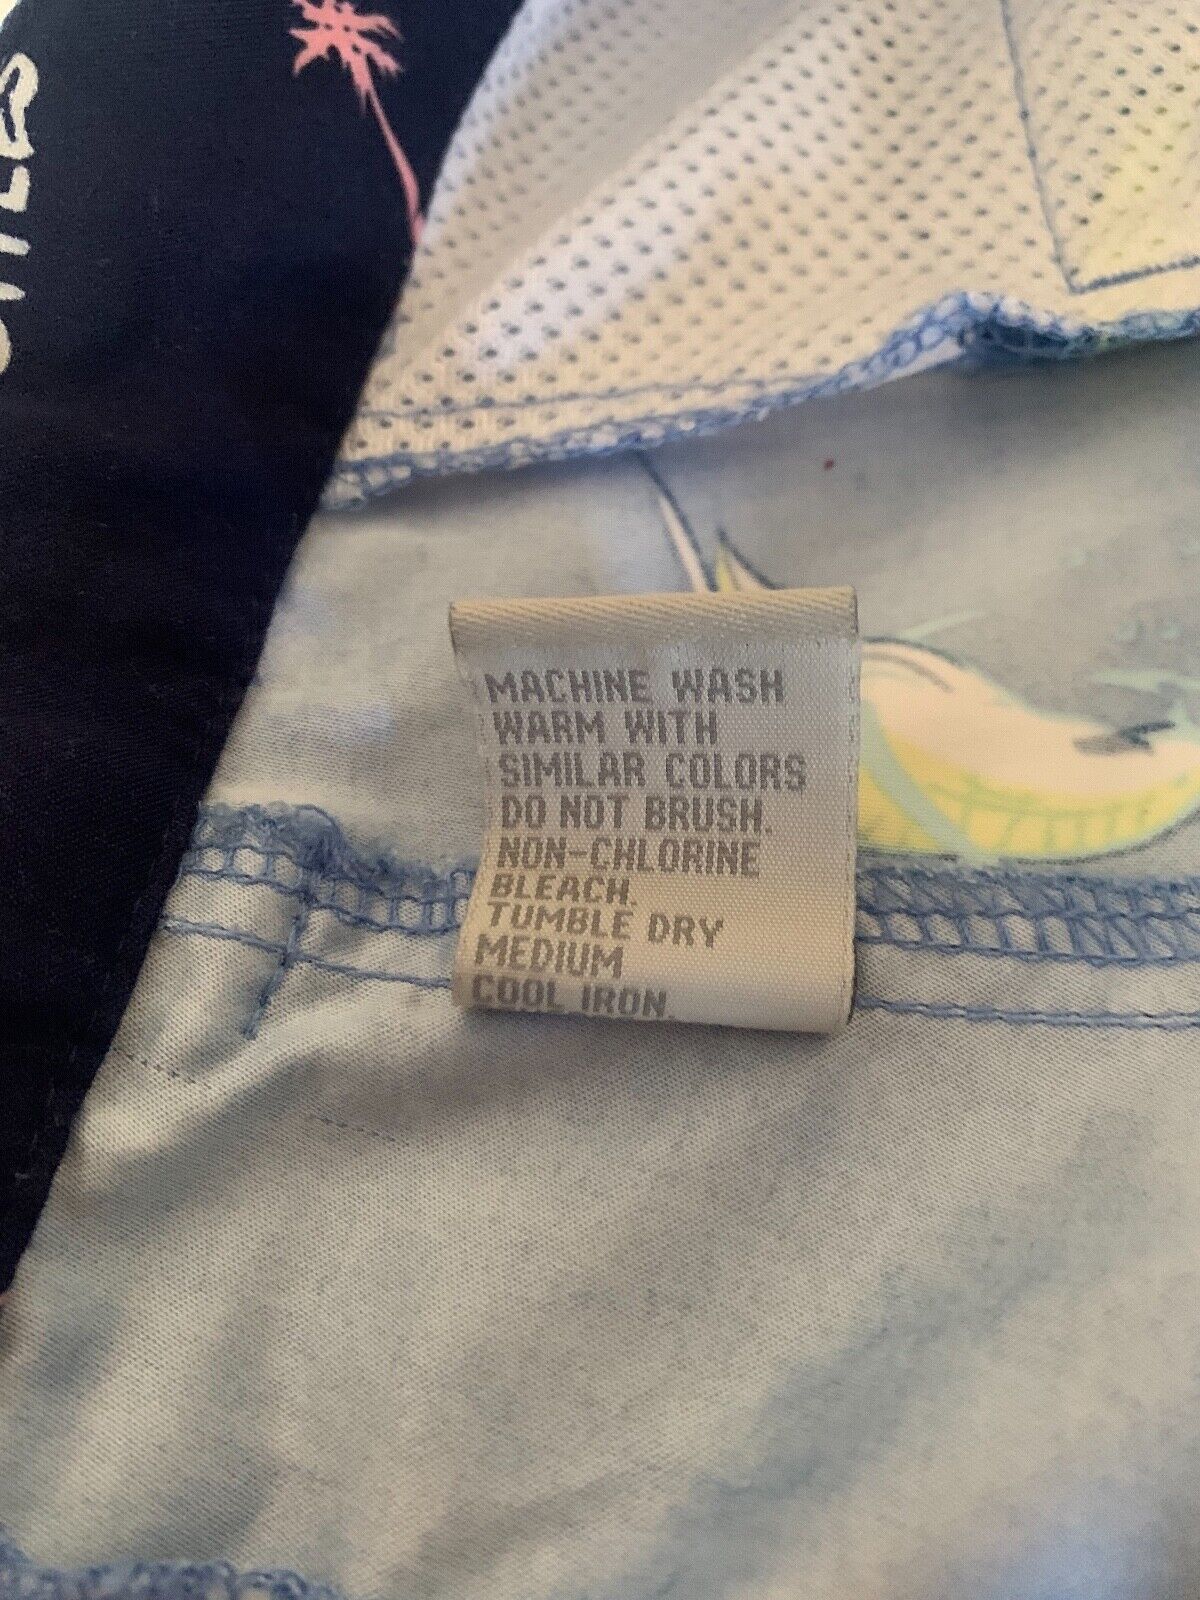 MACHINE WASH
WARM WITH
SIMILAR COLORS
DO NOT BRUSH.
NON-CHLORINE
BLEACH.
TUMBLE DRY
MEDIUM
COOL IRON.